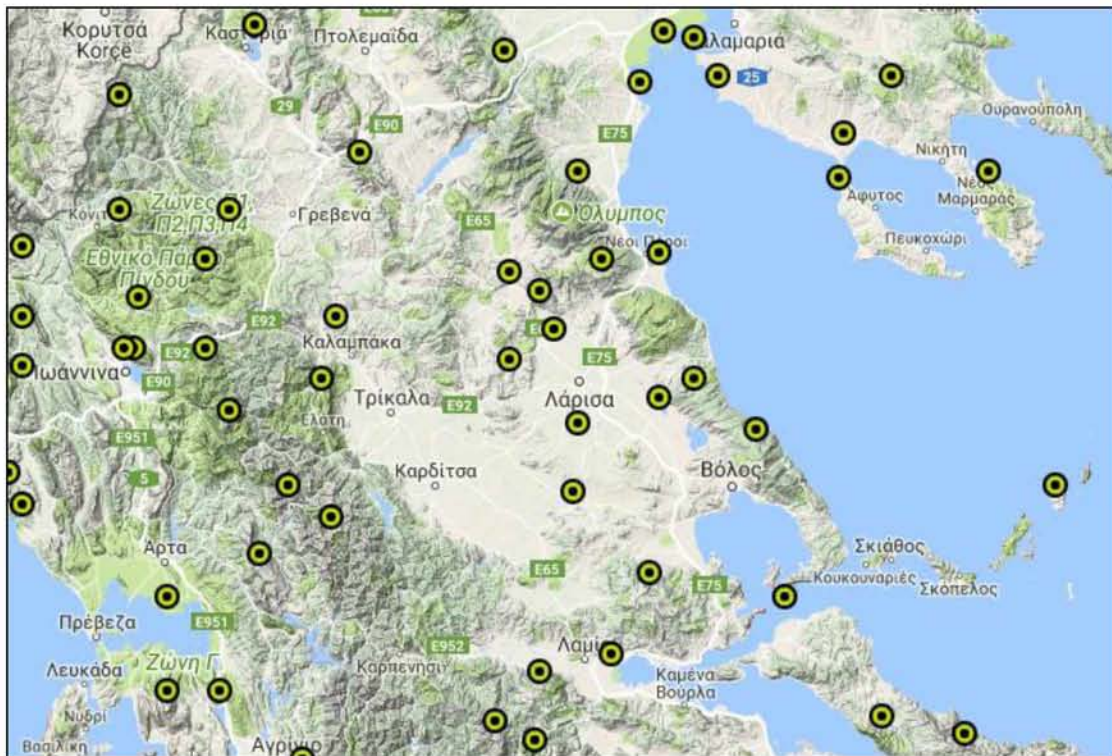 Κορυτσά
Korçë
Καστοριά
Πτολεμαΐδα
E86
Καλαμαριά
25
29
E90
E75
Ουρανούπολη
Νικήτη
Νέος
Μαρμαράς
Άφυτος
Πευκοχώρι
Ζώνες Π1,
Π2,Π3,Π4
Γρεβενά
E65
Όλυμπος
Νέοι Πόροι
Εθνικό Πάρκο
Πίνδου
E92
Καλαμπάκα
E75
E92
Ιωάννινα
E90
Τρίκαλα
E92
Λάρισα
Ελάτη
E951
5
Καρδίτσα
Βόλος
Άρτα
E65
E75
Σκιάθος
Κουκουναριές
Σκόπελος
Πρέβεζα
E951
E952
Λαμία
Λευκάδα
Ζώνη Γ
Καρπενήσι
Καμένα
Βούρλα
Νυδρί
Βασιλική
Αγρίνιο